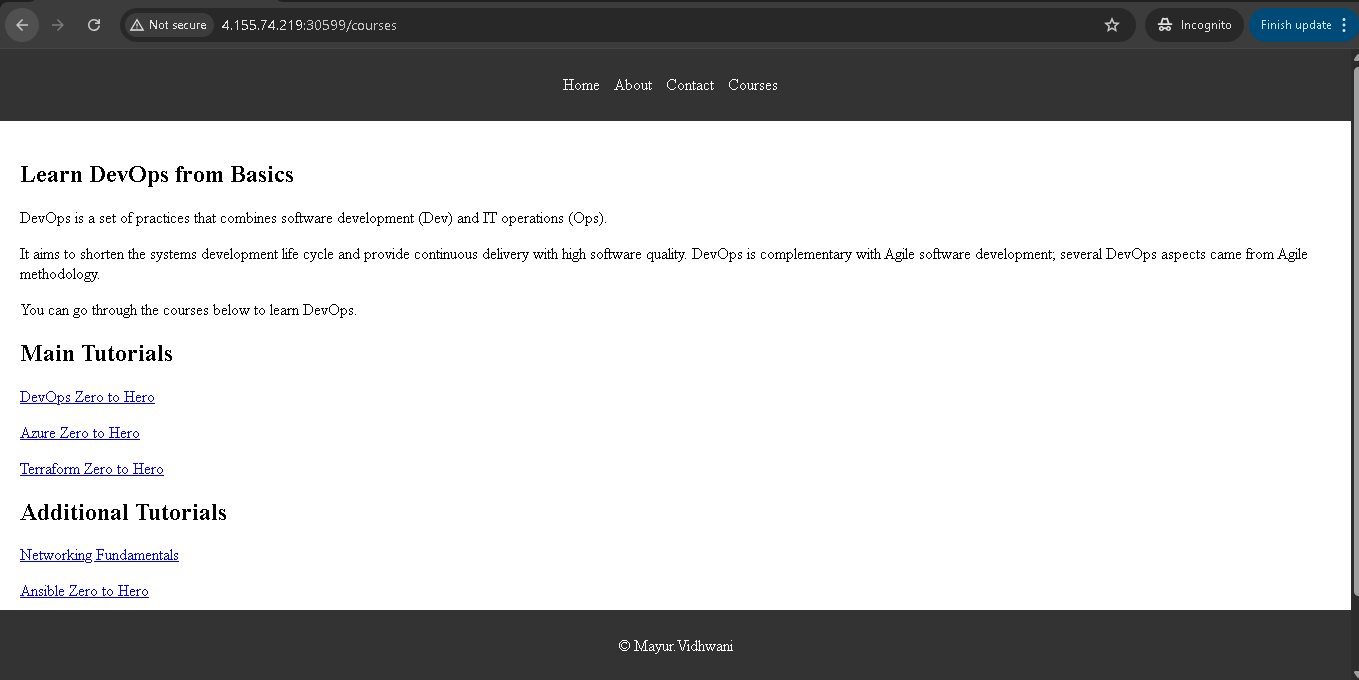 Not secure 4.155.74.219:30599/courses Incognito Finish update
Home About Contact Courses
Learn DevOps from Basics
DevOps is a set of practices that combines software development (Dev) and IT operations (Ops).
It aims to shorten the systems development life cycle and provide continuous delivery with high software quality. DevOps is complementary with Agile software development; several DevOps aspects came from Agile
methodology.
You can go through the courses below to learn DevOps.
Main Tutorials
DevOps Zero to Hero
Azure Zero to Hero
Terraform Zero to Hero
Additional Tutorials
Networking Fundamentals
Ansible Zero to Hero
© Mayur.Vidhwani